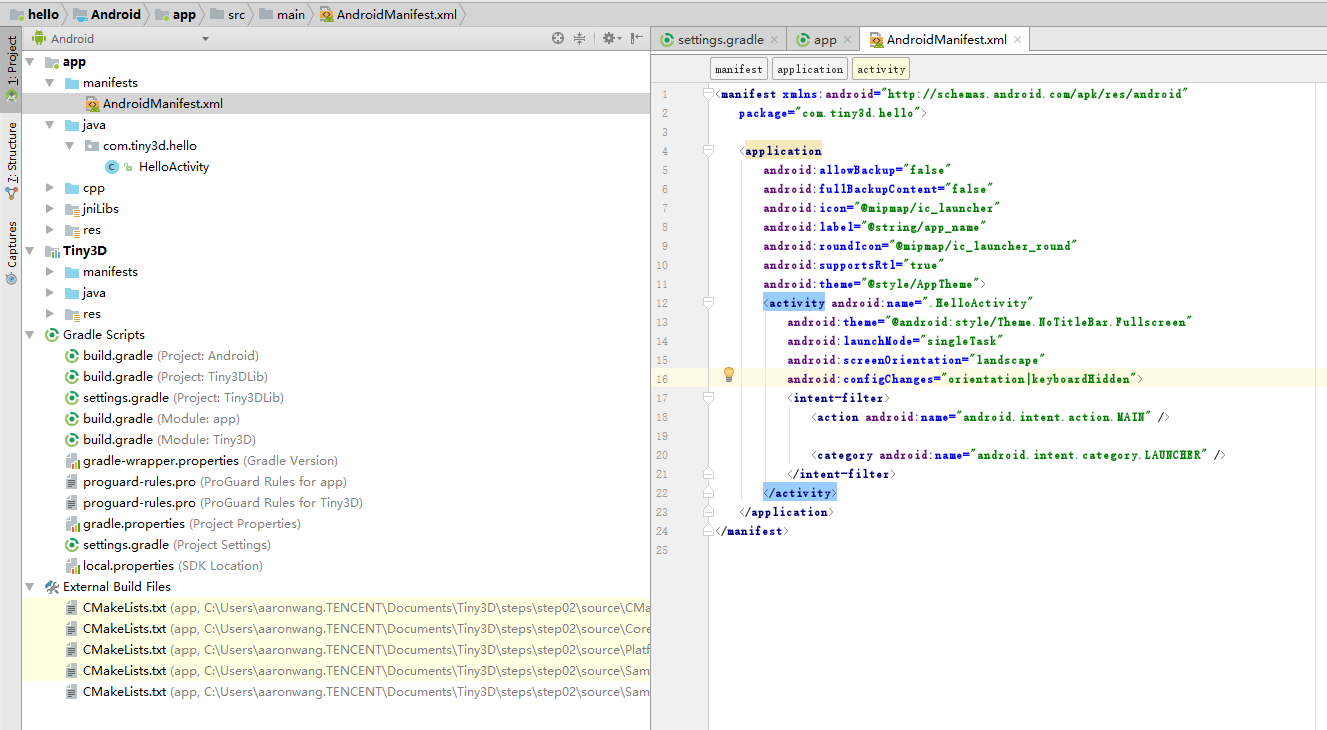 hello Android app src main AndroidManifest.xml
1: Project
7: Structure
Captures
Android
app
manifests
AndroidManifest.xml
java
com.tiny3d.hello
HelloActivity
cpp
jniLibs
res
Tiny3D
manifests
java
res
Gradle Scripts
build.gradle (Project: Android)
build.gradle (Project: Tiny3DLib)
settings.gradle (Project: Tiny3DLib)
build.gradle (Module: app)
build.gradle (Module: Tiny3D)
gradle-wrapper.properties (Gradle Version)
proguard-rules.pro (ProGuard Rules for app)
proguard-rules.pro (ProGuard Rules for Tiny3D)
gradle.properties (Project Properties)
settings.gradle (Project Settings)
local.properties (SDK Location)
External Build Files
CMakeLists.txt (app, C:\Users\aaronwang.TENCENT\Documents\Tiny3D\steps\step02\source\CMa
CMakeLists.txt (app, C:\Users\aaronwang.TENCENT\Documents\Tiny3D\steps\step02\source\Core
CMakeLists.txt (app, C:\Users\aaronwang.TENCENT\Documents\Tiny3D\steps\step02\source\Platf
CMakeLists.txt (app, C:\Users\aaronwang.TENCENT\Documents\Tiny3D\steps\step02\source\Sam
CMakeLists.txt (app, C:\Users\aaronwang.TENCENT\Documents\Tiny3D\steps\step02\source\Sam
settings.gradle app AndroidManifest.xml
manifest application activity
1 <manifest xmlns:android="http://schemas.android.com/apk/res/android"
2 package="com.tiny3d.hello">
3
4 <application
5 android:allowBackup="false"
6 android:fullBackupContent="false"
7 android:icon="@mipmap/ic_launcher"
8 android:label="@string/app_name"
9 android:roundIcon="@mipmap/ic_launcher_round"
10 android:supportsRtl="true"
11 android:theme="@style/AppTheme">
12 <activity android:name=".HelloActivity"
13 android:theme="@android:style/Theme.NoTitleBar.Fullscreen"
14 android:launchMode="singleTask"
15 android:screenOrientation="landscape"
16 android:configChanges="orientation|keyboardHidden">
17 <intent-filter>
18 <action android:name="android.intent.action.MAIN" />
19
20 <category android:name="android.intent.category.LAUNCHER" />
21 </intent-filter>
22 </activity>
23 </application>
24 </manifest>
25